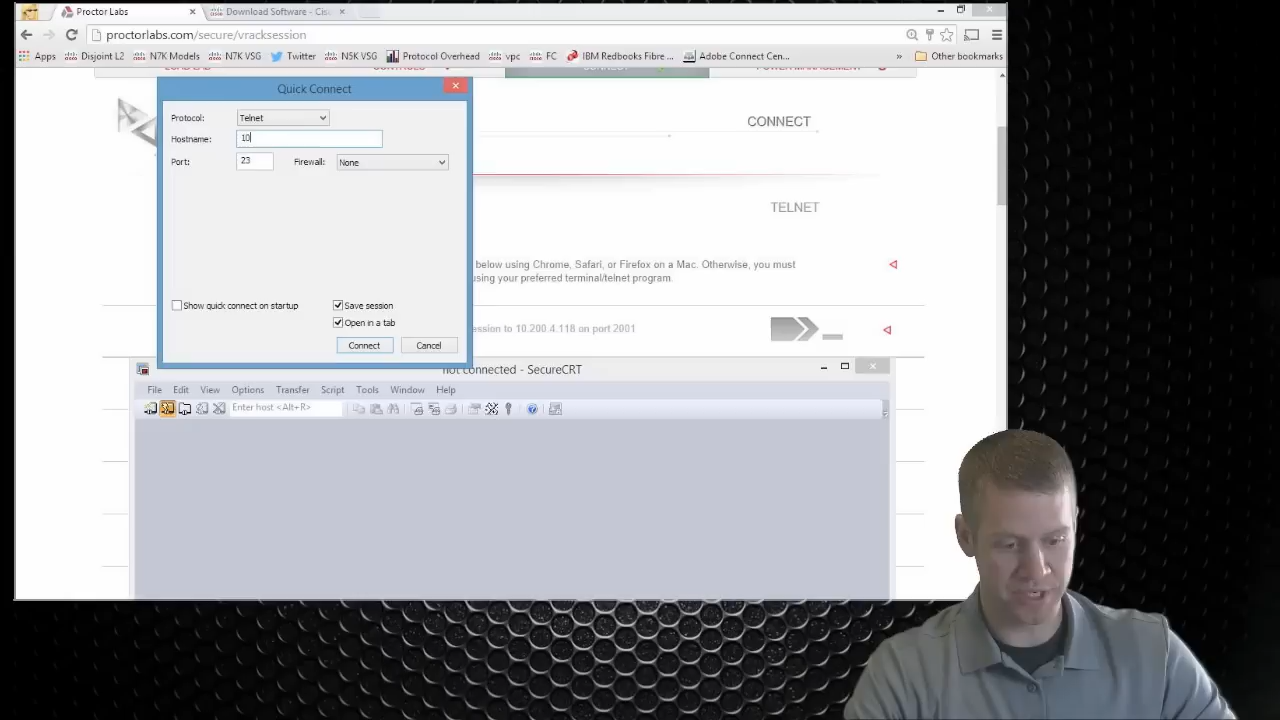 Proctor Labs
Download Software - Cis
proctorlabs.com/secure/vracksession
Apps Disjoint L2 N7K Models N7K VSG Twitter N5K VSG Protocol Overhead vpc FC IBM Redbooks Fibre ... Adobe Connect Cen... » Other bookmarks
Quick Connect
Protocol: Telnet
Hostname: 10
Port: 23 Firewall: None
Show quick connect on startup
Save session
Open in a tab
Connect Cancel
CONNECT
TELNET
below using Chrome, Safari, or Firefox on a Mac. Otherwise, you must
using your preferred terminal/telnet program.
ession to 10.200.4.118 on port 2001
not connected - SecureCRT
File Edit View Options Transfer Script Tools Window Help
Enter host <Alt+R>